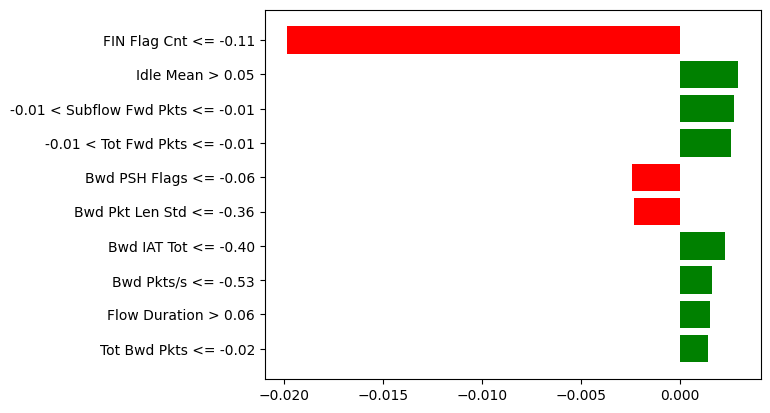 FIN Flag Cnt <= -0.11
Idle Mean > 0.05
-0.01 < Subflow Fwd Pkts <= -0.01
-0.01 < Tot Fwd Pkts <= -0.01
Bwd PSH Flags <= -0.06
Bwd Pkt Len Std <= -0.36
Bwd IAT Tot <= -0.40
Bwd Pkts/s <= -0.53
Flow Duration > 0.06
Tot Bwd Pkts <= -0.02
−0.020 −0.015 −0.010 −0.005 0.000